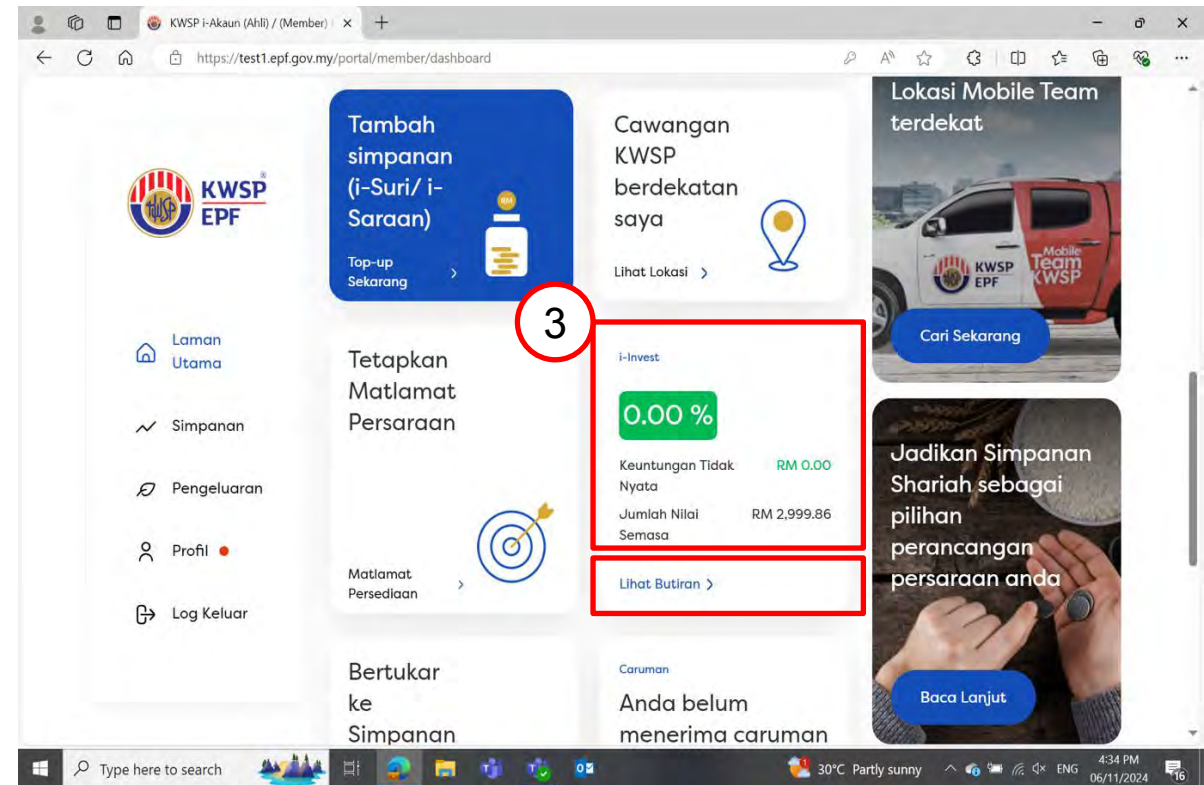 KWSP i-Akaun (Ahli) / (Member)
https://test1.epf.gov.my/portal/member/dashboard
KWSP
EPF
Laman
Utama
Simpanan
Pengeluaran
Profil
Log Keluar
Tambah
simpanan
(i-Suri/ i-
Saraan)
RM
Top-up
Sekarang
Cawangan
KWSP
berdekatan
saya
Lihat Lokasi
Tetapkan
Matlamat
Persaraan
Matlamat
Persediaan
3
i-Invest
0.00 %
Keuntungan Tidak RM 0.00
Nyata
Jumlah Nilai RM 2,999.86
Semasa
Lihat Butiran
Bertukar
ke
Simpanan
Caruman
Anda belum
menerima caruman
Lokasi Mobile Team
terdekat
KWSP
EPF
Mobile
Team
KWSP
Cari Sekarang
Jadikan Simpanan
Shariah sebagai
pilihan
perancangan
persaraan anda
Baca Lanjut
Type here to search
30°C Partly sunny
ENG
4:34 PM
06/11/2024
16